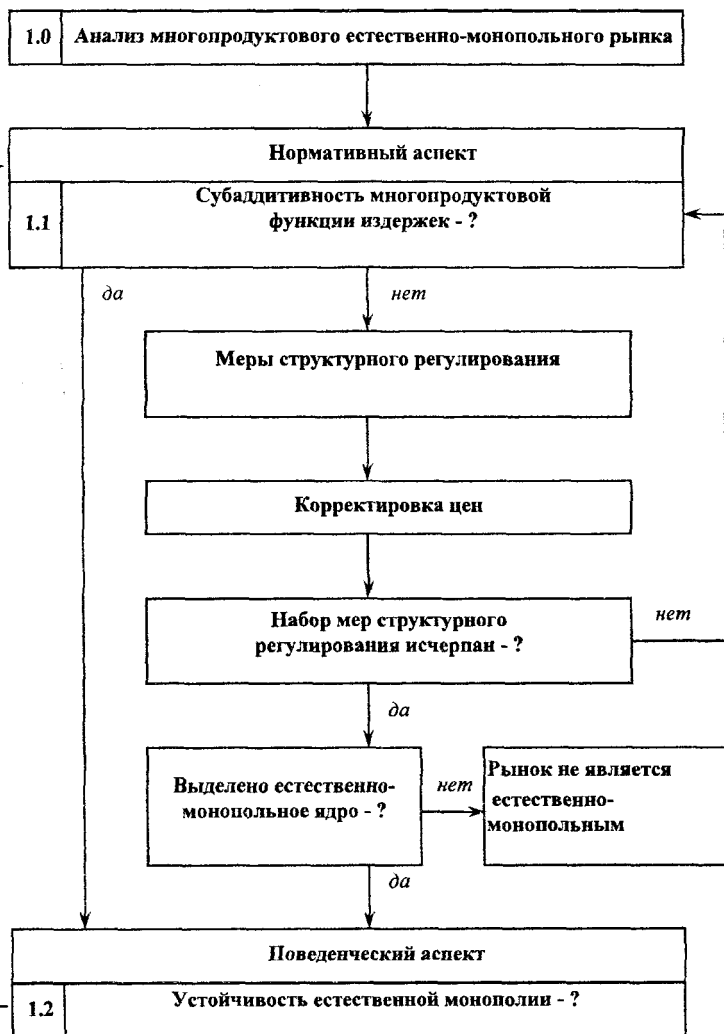 1.0 Анализ многопродуктового естественно-монопольного рынка
Нормативный аспект
1.1 Субаддитивность многопродуктовой
функции издержек - ?
да
нет
Меры структурного регулирования
Корректировка цен
Набор мер структурного
регулирования исчерпан - ?
нет
да
Выделено естественно-
монопольное ядро - ?
нет
Рынок не является
естественно-
монопольным
да
Поведенческий аспект
1.2 Устойчивость естественной монополии - ?